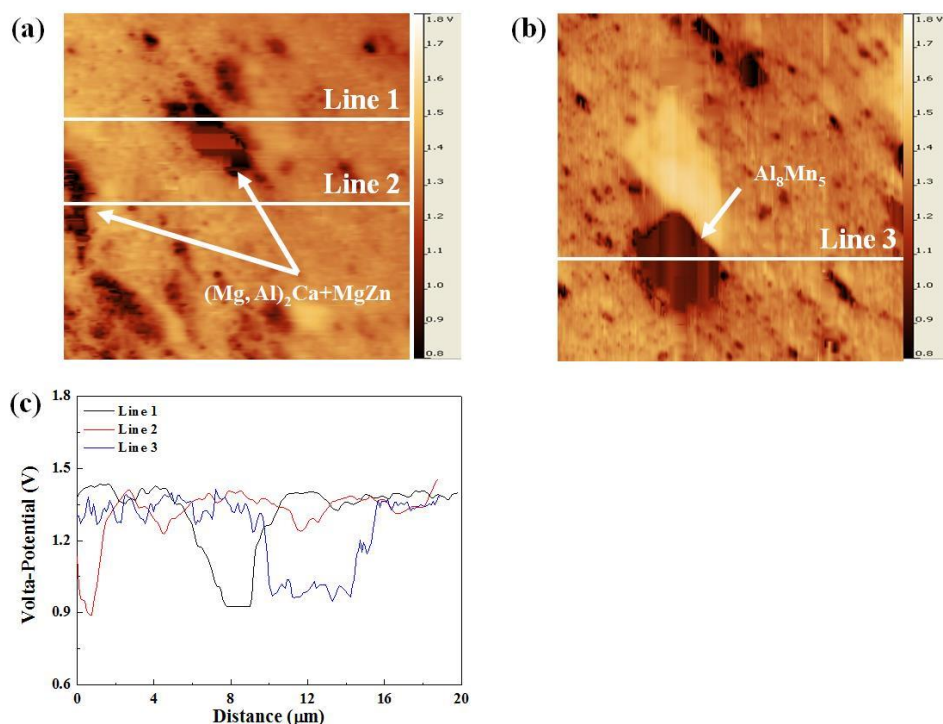 (a)
1.8 V
1.7
1.6
1.5
1.4
1.3
1.2
1.1
1.0
0.9
0.8
Line 1
Line 2
(Mg, Al)₂Ca+MgZn
(b)
1.8 V
1.7
1.6
1.5
1.4
1.3
1.2
1.1
1.0
0.9
0.8
Al₈Mn₅
Line 3
(c)
Volta-Potential (V)
1.8
1.5
1.2
0.9
0.6
Line 1
Line 2
Line 3
0 4 8 12 16 20
Distance (μm)